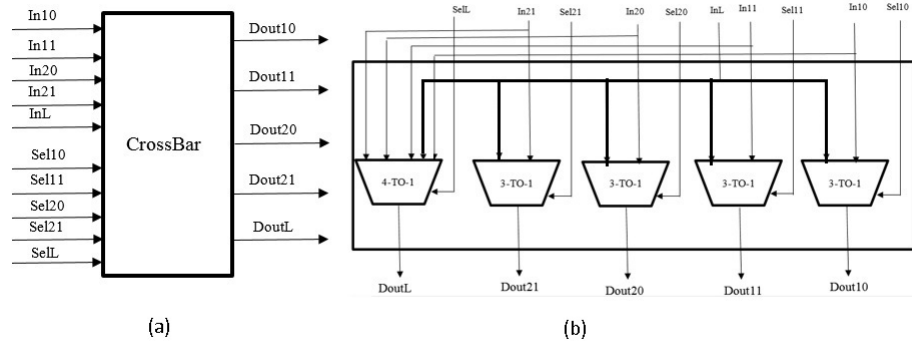 In10
In11
In20
In21
InL
Sel10
Sel11
Sel20
Sel21
SelL
CrossBar
Dout10
Dout11
Dout20
Dout21
DoutL
(a)
SelL
In21
Sel21
In20
Sel20
InL
In11
Sel11
In10
Sel10
4-TO-1
3-TO-1
3-TO-1
3-TO-1
3-TO-1
DoutL
Dout21
Dout20
Dout11
Dout10
(b)